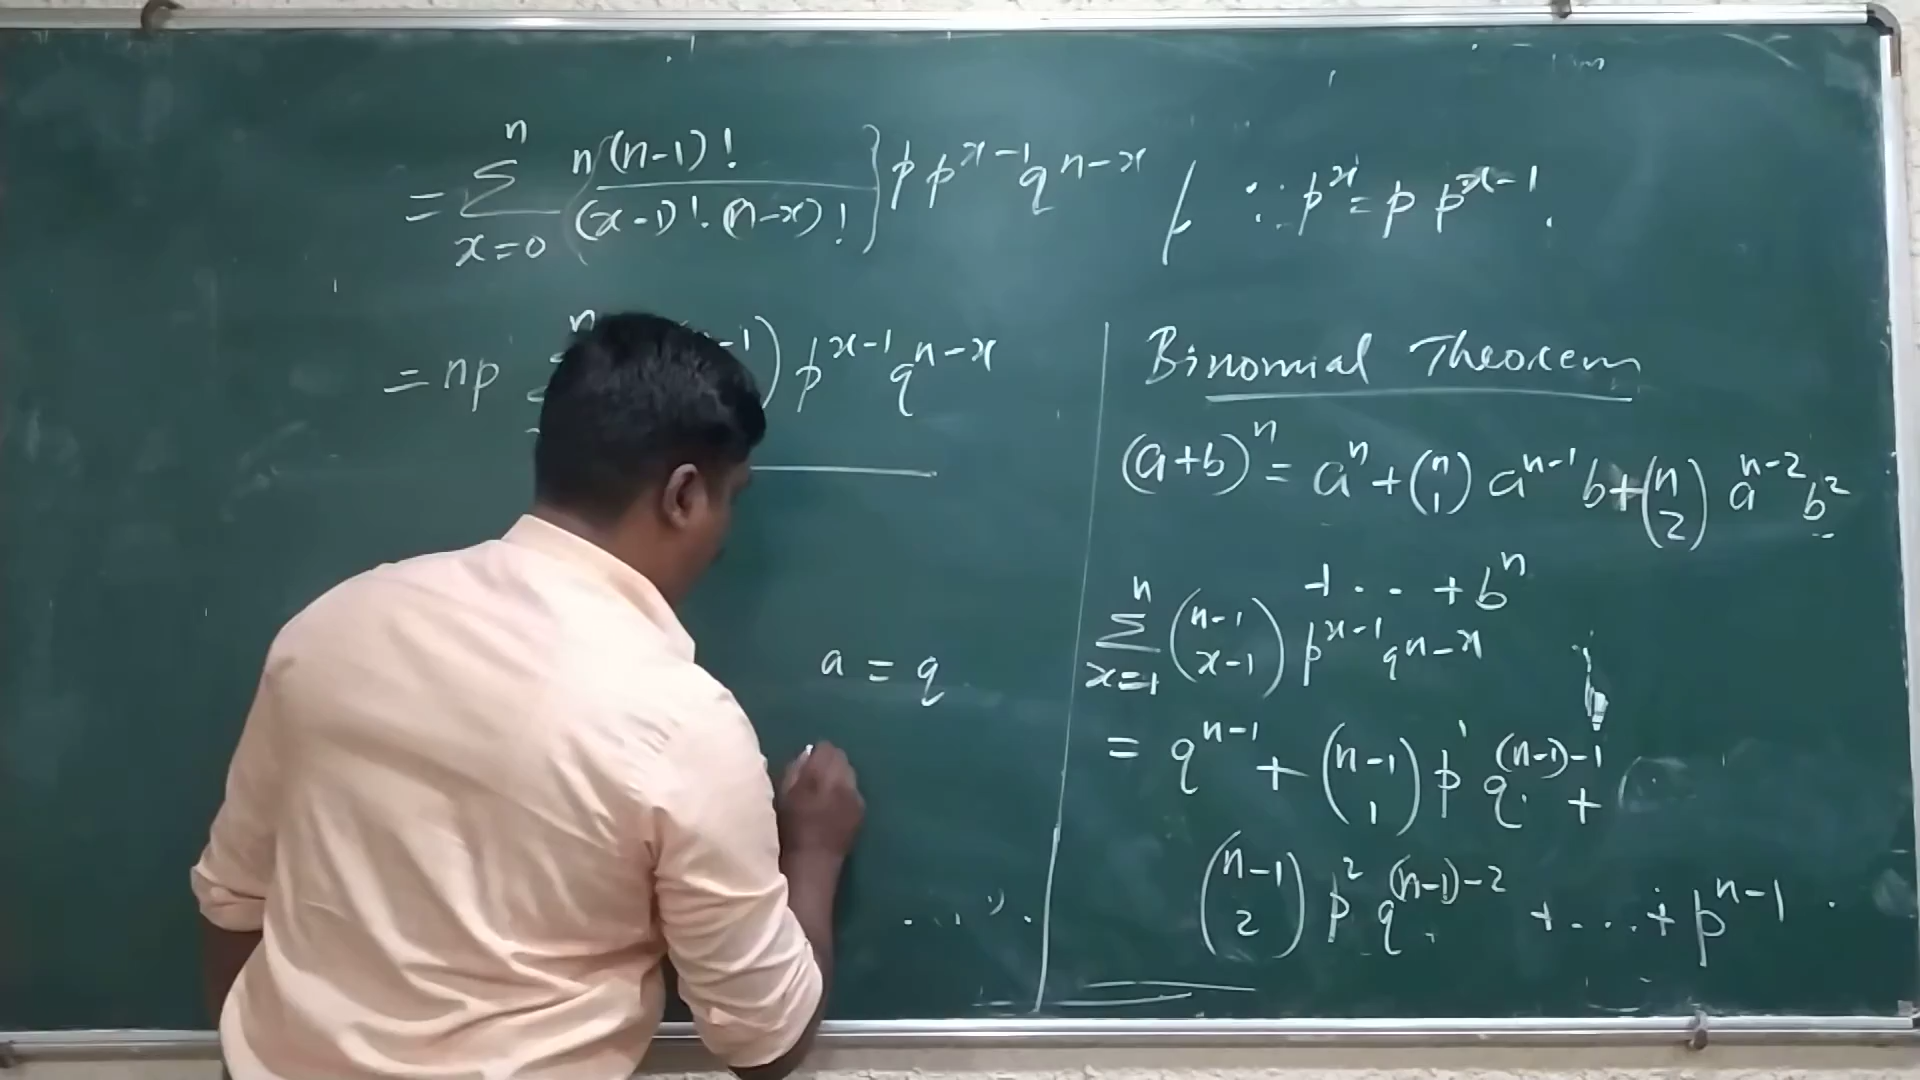 = Σ_{x=0}^{n} { n(n-1)! / (x-1)! · (n-x)! } p p^{x-1} q^{n-x} / ∵ p^x = p p^{x-1}.
= np p^{x-1} q^{n-x}
a = q
Binomial Theorem
(a+b)^n = a^n + (n 1) a^{n-1} b + (n 2) a^{n-2} b^2
+ . . + b^n
Σ_{x=1}^{n} (n-1 x-1) p^{x-1} q^{n-x}
= q^{n-1} + (n-1 1) p^1 q^{(n-1)-1} +
(n-1 2) p^2 q^{(n-1)-2} + . . . + p^{n-1}.